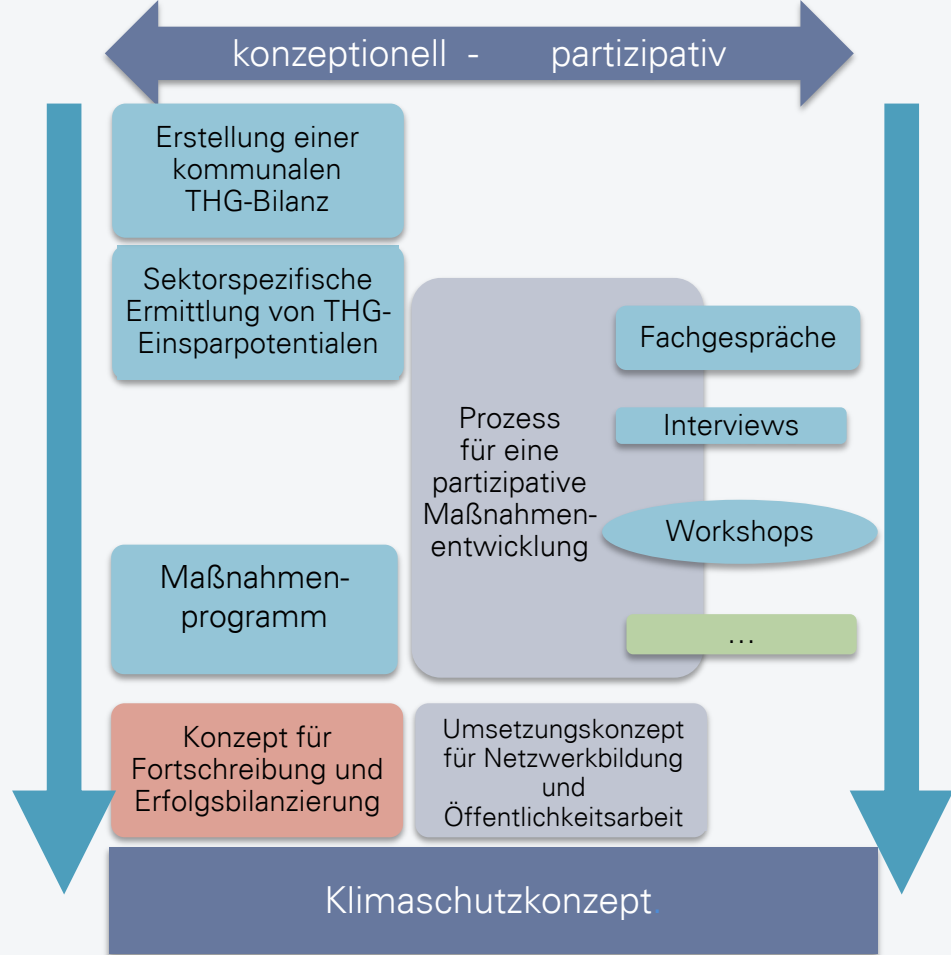 konzeptionell - partizipativ
Erstellung einer
kommunalen
THG-Bilanz
Sektorspezifische
Ermittlung von THG-
Einsparpotentialen
Prozess
für eine
partizipative
Maßnahmen-
entwicklung
Fachgespräche
Interviews
Workshops
...
Maßnahmen-
programm
Konzept für
Fortschreibung und
Erfolgsbilanzierung
Umsetzungskonzept
für Netzwerkbildung
und
Öffentlichkeitsarbeit
Klimaschutzkonzept.